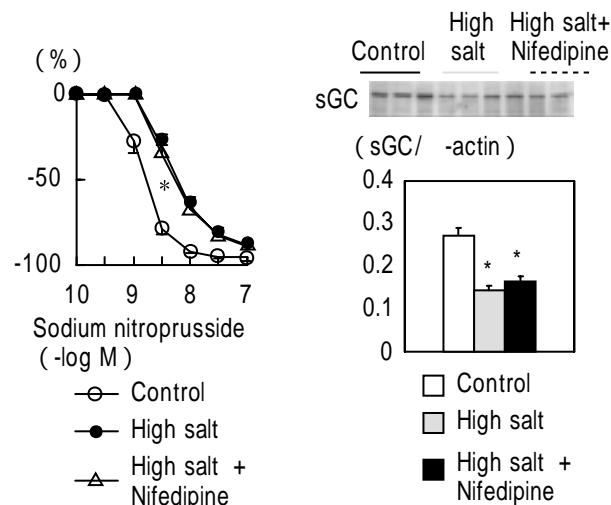 (%)
0
-50
-100
*
10 9 8 7
Sodium nitroprusside
(-log M)
Control
High salt
High salt +
Nifedipine
Control
High
salt
High salt+
Nifedipine
sGC
(sGC/ -actin)
0.4
0.3
0.2
0.1
0
* *
Control
High salt
High salt +
Nifedipine